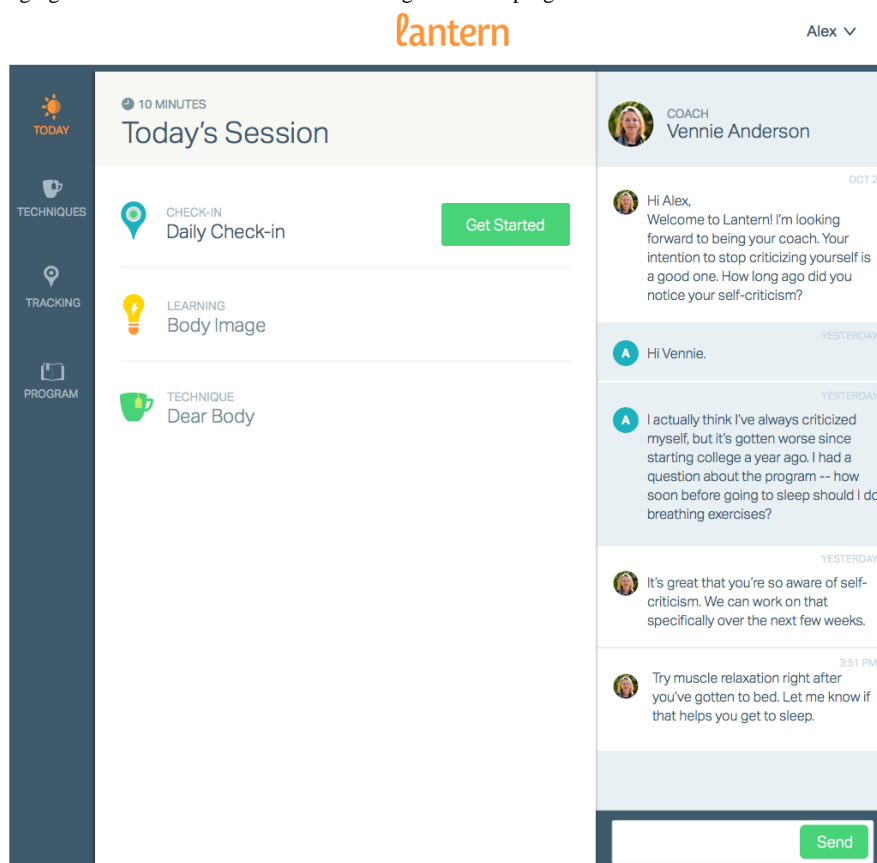 lantern
Alex
TODAY
TECHNIQUES
TRACKING
PROGRAM
10 MINUTES
Today's Session
CHECK-IN
Daily Check-in
Get Started
LEARNING
Body Image
TECHNIQUE
Dear Body
COACH
Vennie Anderson
OCT 2
Hi Alex,
Welcome to Lantern! I'm looking
forward to being your coach. Your
intention to stop criticizing yourself is
a good one. How long ago did you
notice your self-criticism?
YESTERDAY
Hi Vennie.
YESTERDAY
A
A
I actually think I've always criticized
myself, but it's gotten worse since
starting college a year ago. I had a
question about the program -- how
soon before going to sleep should I do
breathing exercises?
YESTERDAY
It's great that you're so aware of self-
criticism. We can work on that
specifically over the next few weeks.
3:51 PM
Try muscle relaxation right after
you've gotten to bed. Let me know if
that helps you get to sleep.
Send